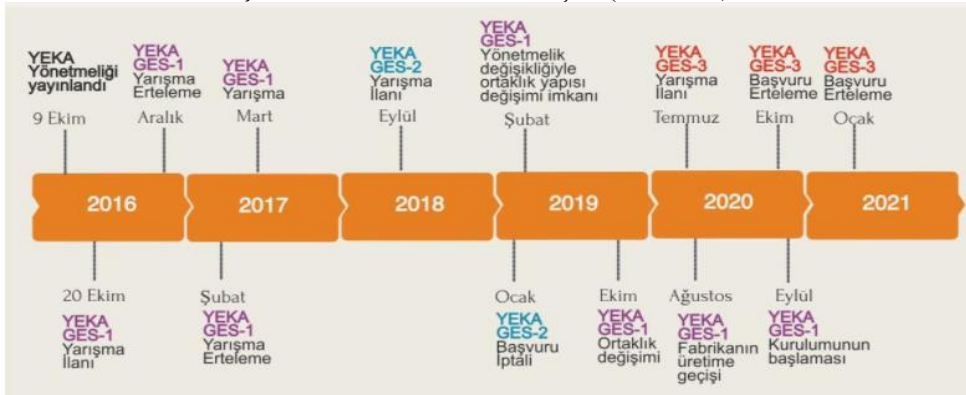 YEKA
Yönetmeliği
yayınlandı
9 Ekim
YEKA
GES-1
Yarışma
Erteleme
Aralık
YEKA
GES-1
Yarışma
Mart
YEKA
GES-2
Yarışma
İlanı
Eylül
YEKA
GES-1
Yönetmelik
değişikliğiyle
ortaklık yapısı
değişimi imkanı
Şubat
YEKA
GES-3
Yarışma
İlanı
Temmuz
YEKA
GES-3
Başvuru
Erteleme
Ekim
YEKA
GES-3
Başvuru
Erteleme
Oçak
2016
2017
2018
2019
2020
2021
20 Ekim
YEKA
GES-1
Yarışma
İlanı
Şubat
YEKA
GES-1
Yarışma
Erteleme
Ocak
YEKA
GES-2
Başvuru
İptali
Ekim
YEKA
GES-1
Ortaklık
değişimi
Ağustos
YEKA
GES-1
Fabrikanın
üretime
geçişi
Eylül
YEKA
GES-1
Kurulumunun
başlaması